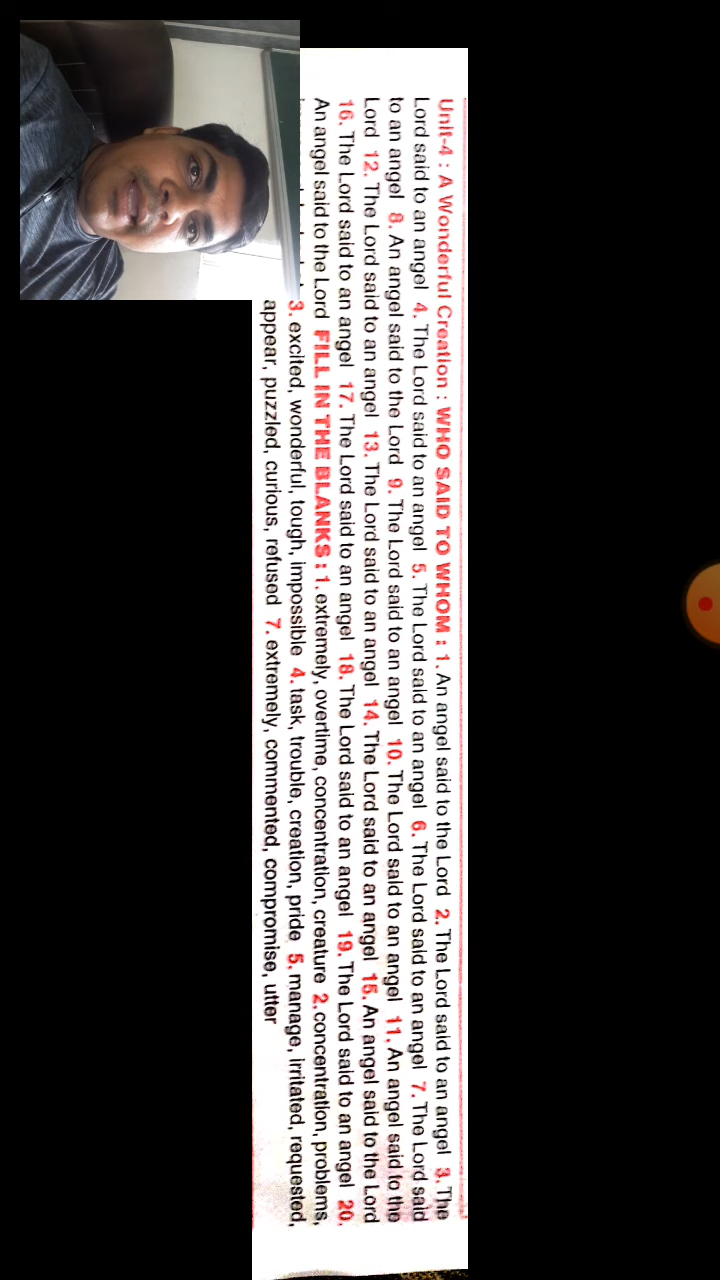 Unit-4 : A Wonderful Creation : WHO SAID TO WHOM : 1. An angel said to the Lord 2. The Lord said to an angel 3. The
Lord said to an angel 4. The Lord said to an angel 5. The Lord said to an angel 6. The Lord said to an angel 7. The Lord said
to an angel 8. An angel said to the Lord 9. The Lord said to an angel 10. The Lord said to an angel 11. An angel said to the
Lord 12. The Lord said to an angel 13. The Lord said to an angel 14. The Lord said to an angel 15. An angel said to the Lord
16. The Lord said to an angel 17. The Lord said to an angel 18. The Lord said to an angel 19. The Lord said to an angel 20.
An angel said to the Lord FILL IN THE BLANKS : 1. extremely, overtime, concentration, creature 2. concentration, problems,
3. excited, wonderful, tough, impossible 4. task, trouble, creation, pride 5. manage, irritated, requested,
appear, puzzled, curious, refused 7. extremely, commented, compromise, utter